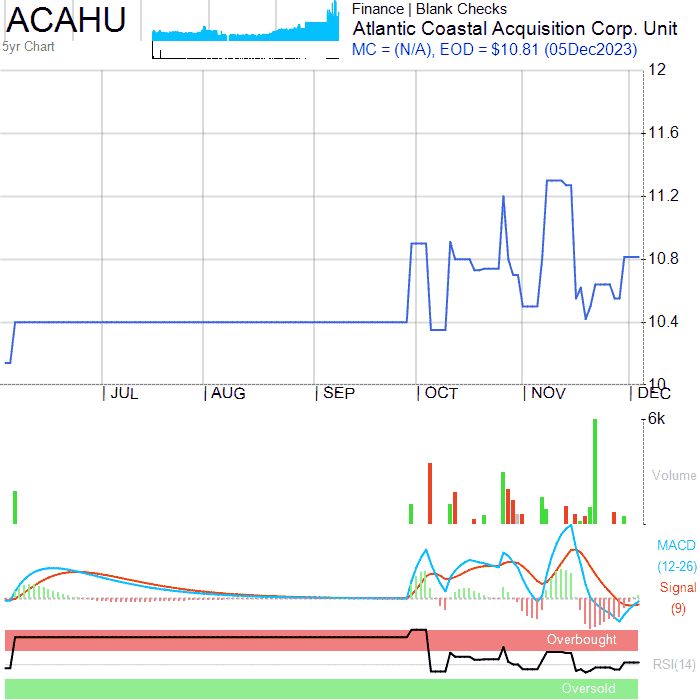 ACAHU
5yr Chart
Finance | Blank Checks
Atlantic Coastal Acquisition Corp. Unit
MC = (N/A), EOD = $10.81 (05Dec2023)
12
11.6
11.2
10.8
10.4
10
JUL AUG SEP OCT NOV DEC
6k
Volume
MACD
(12-26)
Signal
(9)
Overbought
RSI(14)
Oversold